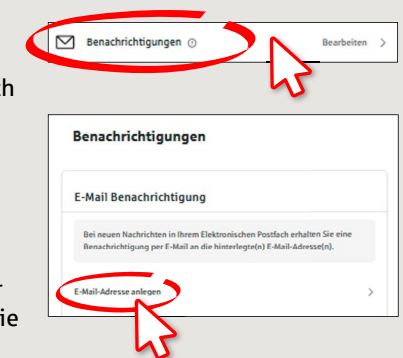 Benachrichtigungen Bearbeiten
Benachrichtigungen
E-Mail Benachrichtigung
Bei neuen Nachrichten in Ihrem Elektronischen Postfach erhalten Sie eine
Benachrichtigung per E-Mail an die hinterlegte(n) E-Mail-Adresse(n).
E-Mail-Adresse anlegen